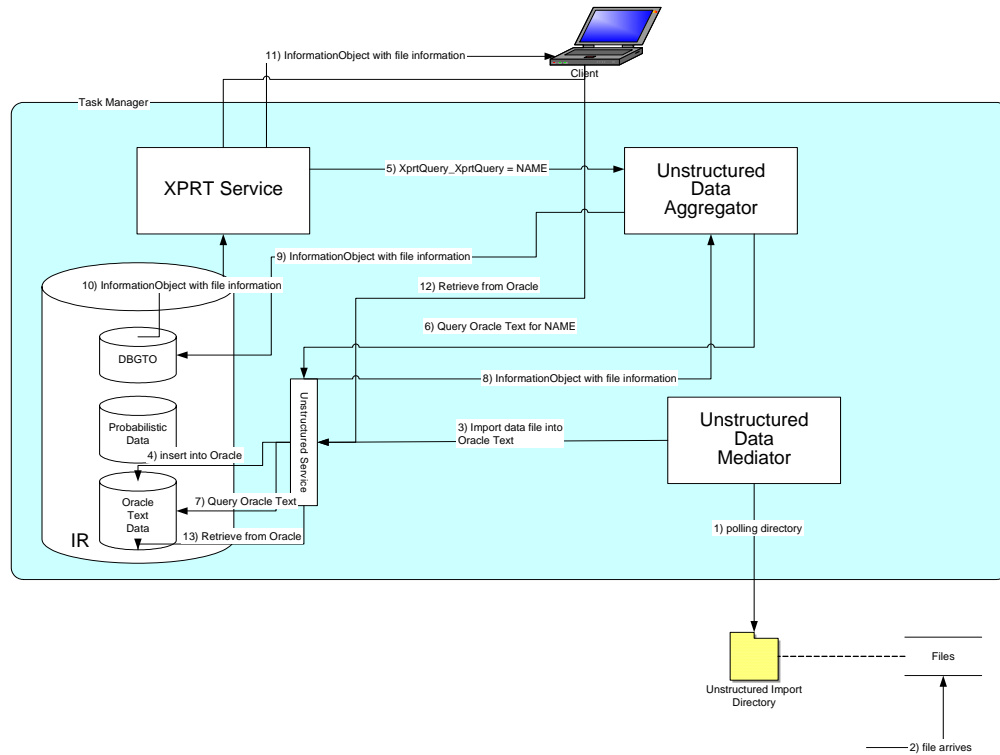 11) InformationObject with file information
Client
Task Manager
XPRT Service
5) XprtQuery_XprtQuery = NAME
Unstructured
Data
Aggregator
9) InformationObject with file information
10) InformationObject with file information
12) Retrieve from Oracle
6) Query Oracle Text for NAME
DBGTO
8) InformationObject with file information
Unstructured Service
Probabilistic
Data
3) Import data file into
Oracle Text
Unstructured
Data
Mediator
4) insert into Oracle
7) Query Oracle Text
Oracle
Text
Data
13) Retrieve from Oracle
IR
1) polling directory
Files
Unstructured Import
Directory
2) file arrives